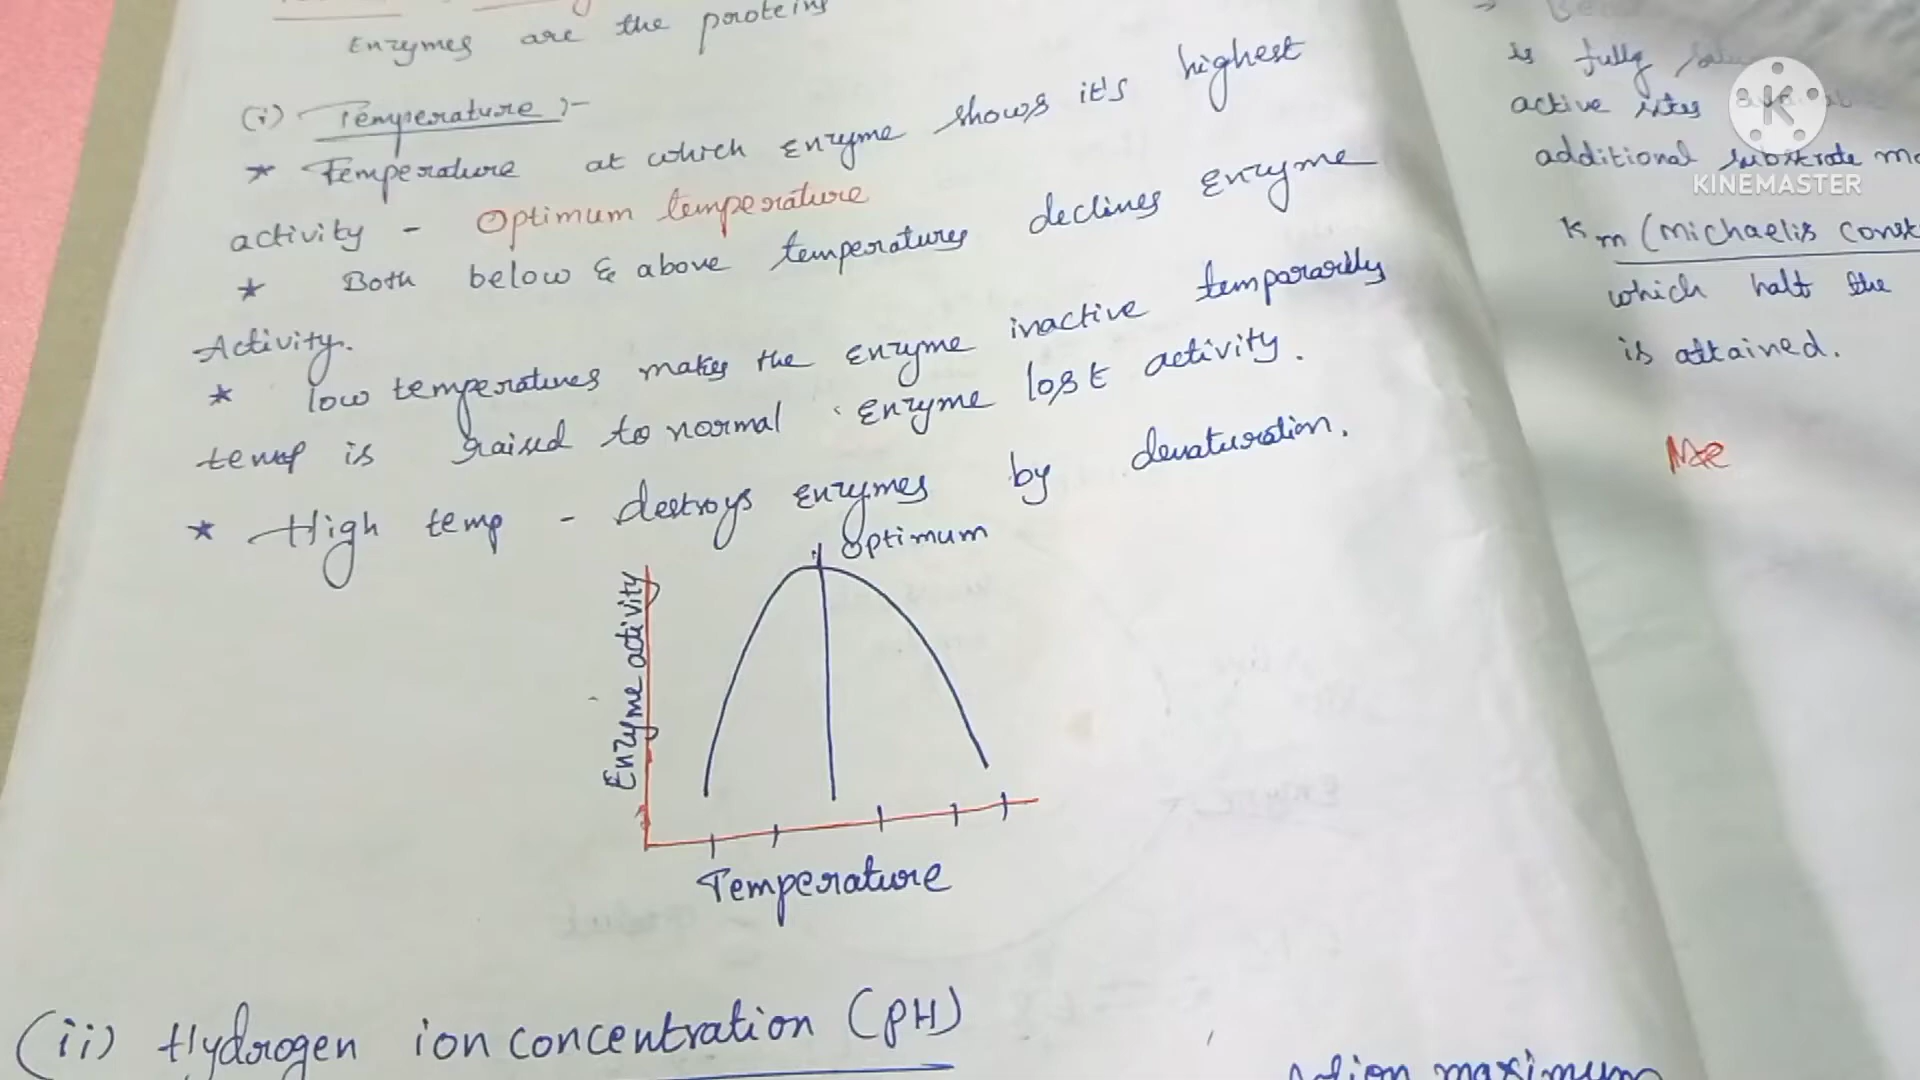 Enzymes are the proteins
(i) Temperature :-
* Temperature at which enzyme shows it's highest
activity - Optimum temperature
* Both below & above temperatures declines enzyme
Activity.
* low temperatures makes the enzyme inactive temporarily
temp is raised to normal enzyme lost activity.
* High temp - destroys enzymes by denaturation.
Optimum
Enzyme activity
Temperature
(ii) Hydrogen ion concentration (pH)
is fully
active sites
additional substrate
Km (Michaelis
which half the
is attained.
maximum
KINEMASTER